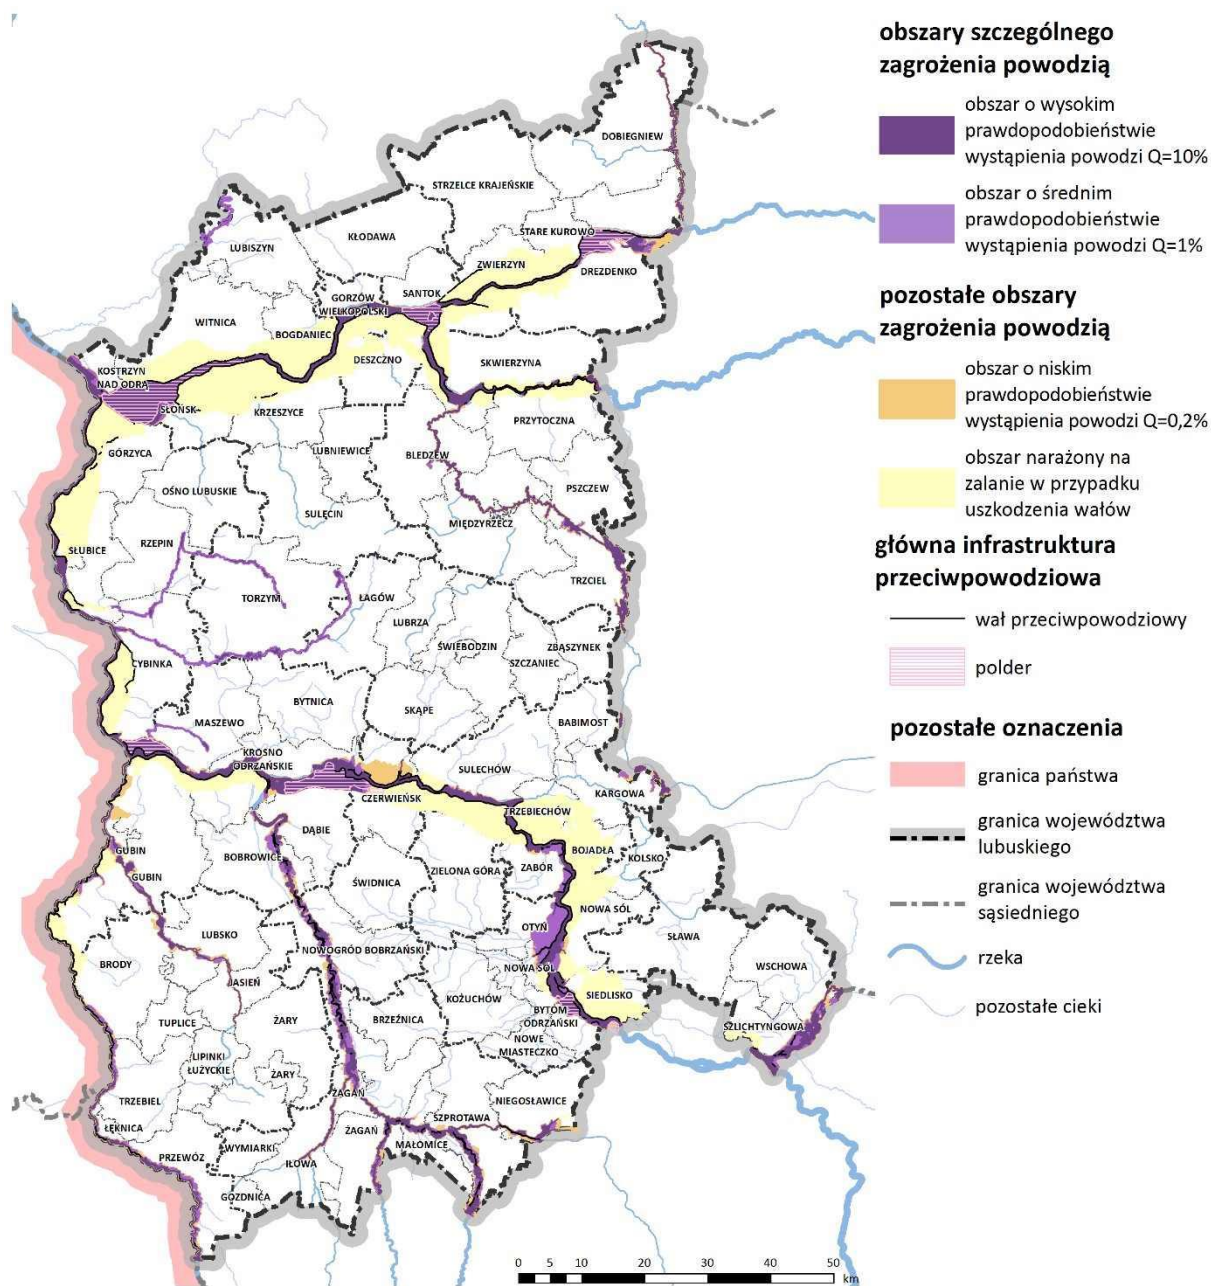 obszary szczególnego
zagrożenia powodzią
obszar o wysokim
prawdopodobieństwie
wystąpienia powodzi Q=10%
obszar o średnim
prawdopodobieństwie
wystąpienia powodzi Q=1%
pozostałe obszary
zagrożenia powodzią
obszar o niskim
prawdopodobieństwie
wystąpienia powodzi Q=0,2%
obszar narażony na
zalanie w przypadku
uszkodzenia wałów
główna infrastruktura
przeciwpowodziowa
wał przeciwpowodziowy
polder
pozostałe oznaczenia
granica państwa
granica województwa
lubuskiego
granica województwa
sąsiedniego
rzeka
pozostałe cieki
DOBIEGNIEW
STRZELCE KRAJEŃSKIE
STARE KUROWO
KŁODAWA
LUBISZYN
ZWIERZYN
DREZDENKO
GORZÓW
WIELKOPOLSKI
SANTOK
WITNICA
BOGDANIEC
DESZCZNO
SKWIERZYNA
KOSTRZYN
NAD ODRĄ
SŁOŃSK
KRZESZYCE
PRZYTOCZNA
GÓRZYCA
LUBNIEWICE
BLEDZEW
OŚNO LUBUSKIE
PSZCZEW
SULĘCIN
MIĘDZYRZECZ
SŁUBICE
RZEPIN
TRZCIEL
TORZYM
ŁAGÓW
LUBRZA
ŚWIEBODZIN
ZBĄSZYNEK
SZCZANIEC
CYBINKA
BYTNICA
SKĄPE
BABIMOST
MASZEWO
KROSNO
ODRZAŃSKIE
SULECHÓW
KARGOWA
CZERWIEŃSK
TRZEBIECHÓW
DĄBIE
GUBIN
BOBROWICE
BOJADŁA
KOLSKO
ZABÓR
GUBIN
ŚWIDNICA
ZIELONA GÓRA
NOWA SÓL
OTYŃ
LUBSKO
SŁAWA
NOWOGRÓD BOBRZAŃSKI
BRODY
WSCHOWA
NOWA SÓL
JASIEŃ
KOŻUCHÓW
SIEDLISKO
BYTOM
ODRZAŃSKI
TUPLICE
ŻARY
BRZEŹNICA
SZLICHTYNGOWA
NOWE
MIASTECZKO
LIPINKI
ŁUŻYCKIE
ŻARY
TRZEBIEL
ŻAGAŃ
NIEGOSŁAWICE
SZPROTAWA
ŁĘKNICA
ŻAGAŃ
MAŁOMICE
WYMIARKI
PRZEWÓZ
IŁOWA
GOZDNICA
0 5 10 20 30 40 50
km